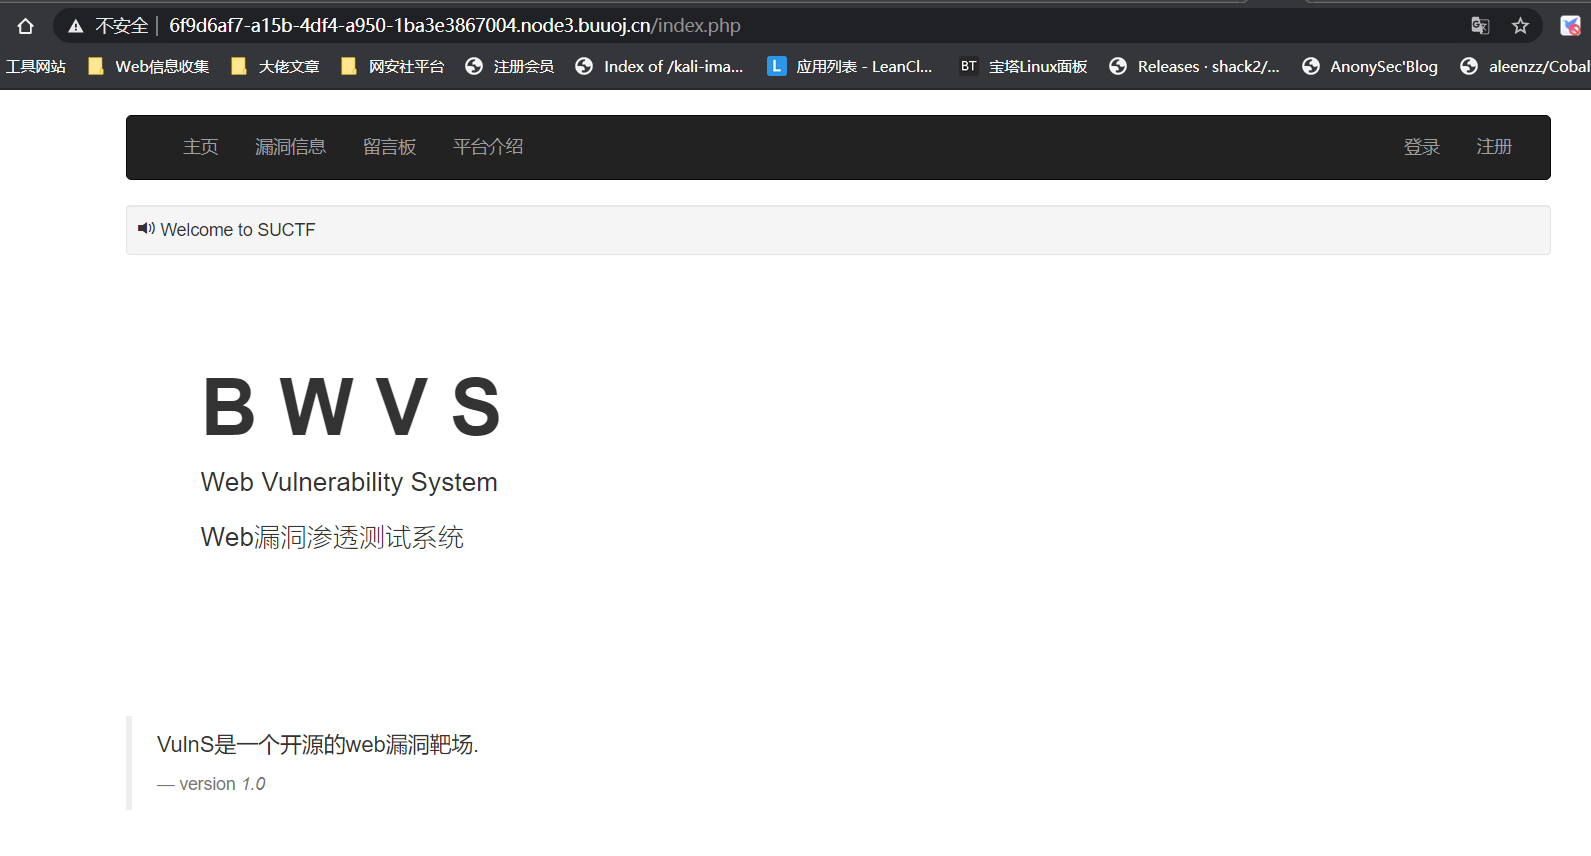 不安全 | 6f9d6af7-a15b-4df4-a950-1ba3e3867004.node3.buuoj.cn/index.php
工具网站 Web信息收集 大佬文章 网安社平台 注册会员 Index of /kali-ima... L 应用列表 - LeanCl... BT 宝塔Linux面板 Releases · shack2/... AnonySec'Blog aleenzz/Cobal
主页 漏洞信息 留言板 平台介绍 登录 注册
Welcome to SUCTF
B W V S
Web Vulnerability System
Web漏洞渗透测试系统
VulnS是一个开源的web漏洞靶场.
— version 1.0